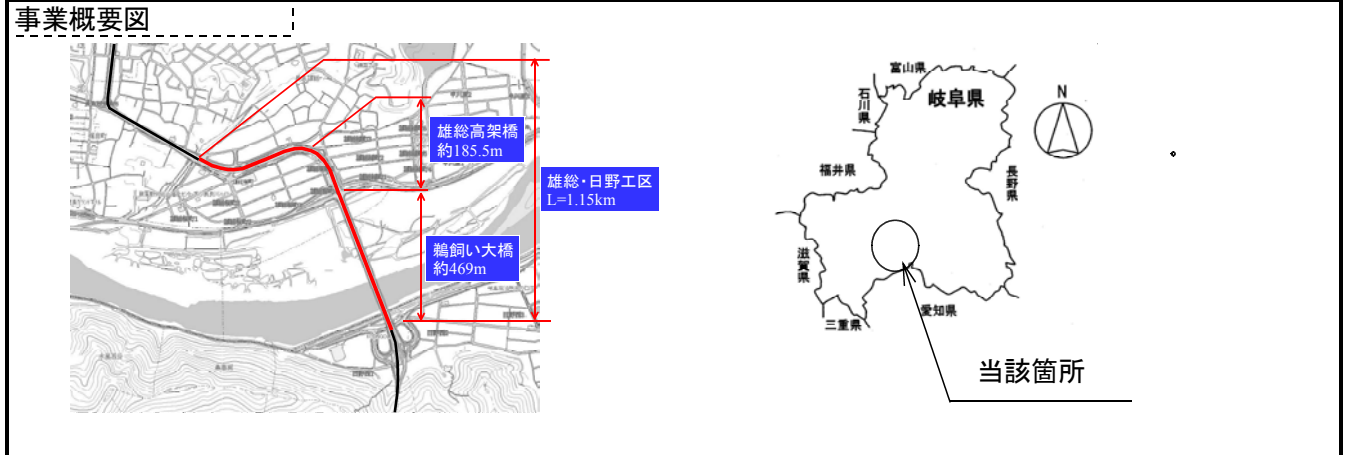 事業概要図
雄総高架橋
約185.5m
雄総・日野工区
L=1.15km
鵜飼い大橋
約469m
富山県
石川県
岐阜県
N
福井県
長野県
滋賀県
愛知県
三重県
当該箇所